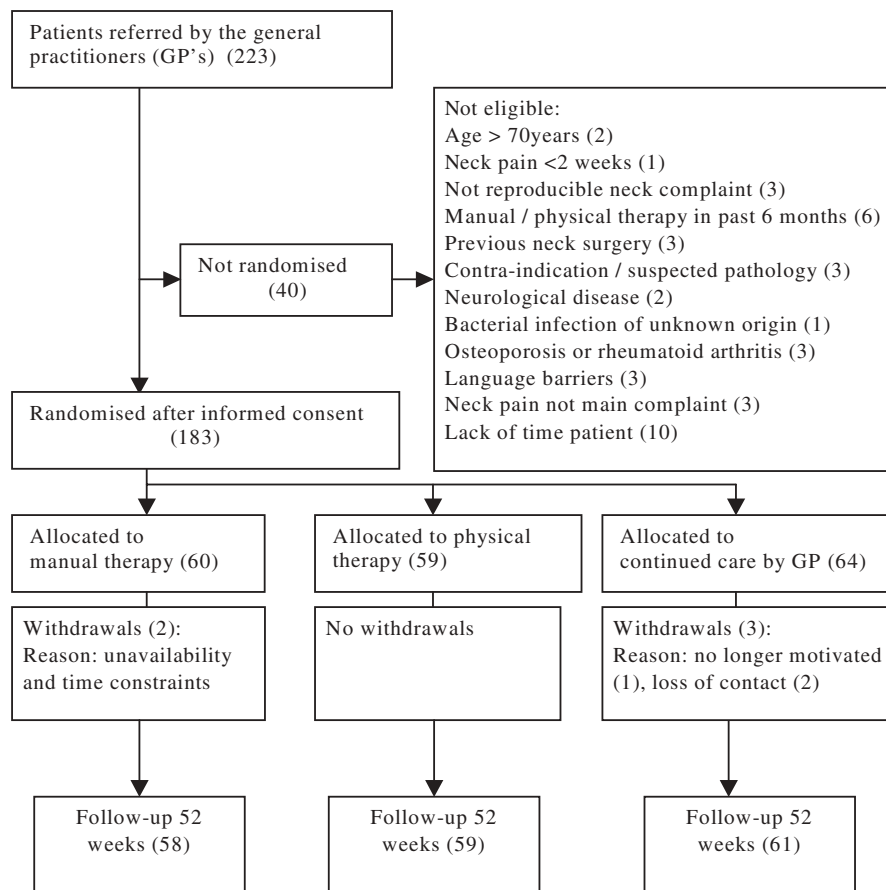 Patients referred by the general
practitioners (GP's) (223)
Not eligible:
Age > 70years (2)
Neck pain <2 weeks (1)
Not reproducible neck complaint (3)
Manual / physical therapy in past 6 months (6)
Previous neck surgery (3)
Contra-indication / suspected pathology (3)
Neurological disease (2)
Bacterial infection of unknown origin (1)
Osteoporosis or rheumatoid arthritis (3)
Language barriers (3)
Neck pain not main complaint (3)
Lack of time patient (10)
Not randomised
(40)
Randomised after informed consent
(183)
Allocated to
manual therapy (60)
Allocated to physical
therapy (59)
Allocated to
continued care by GP (64)
Withdrawals (2):
Reason: unavailability
and time constraints
No withdrawals
Withdrawals (3):
Reason: no longer motivated
(1), loss of contact (2)
Follow-up 52
weeks (58)
Follow-up 52
weeks (59)
Follow-up 52
weeks (61)